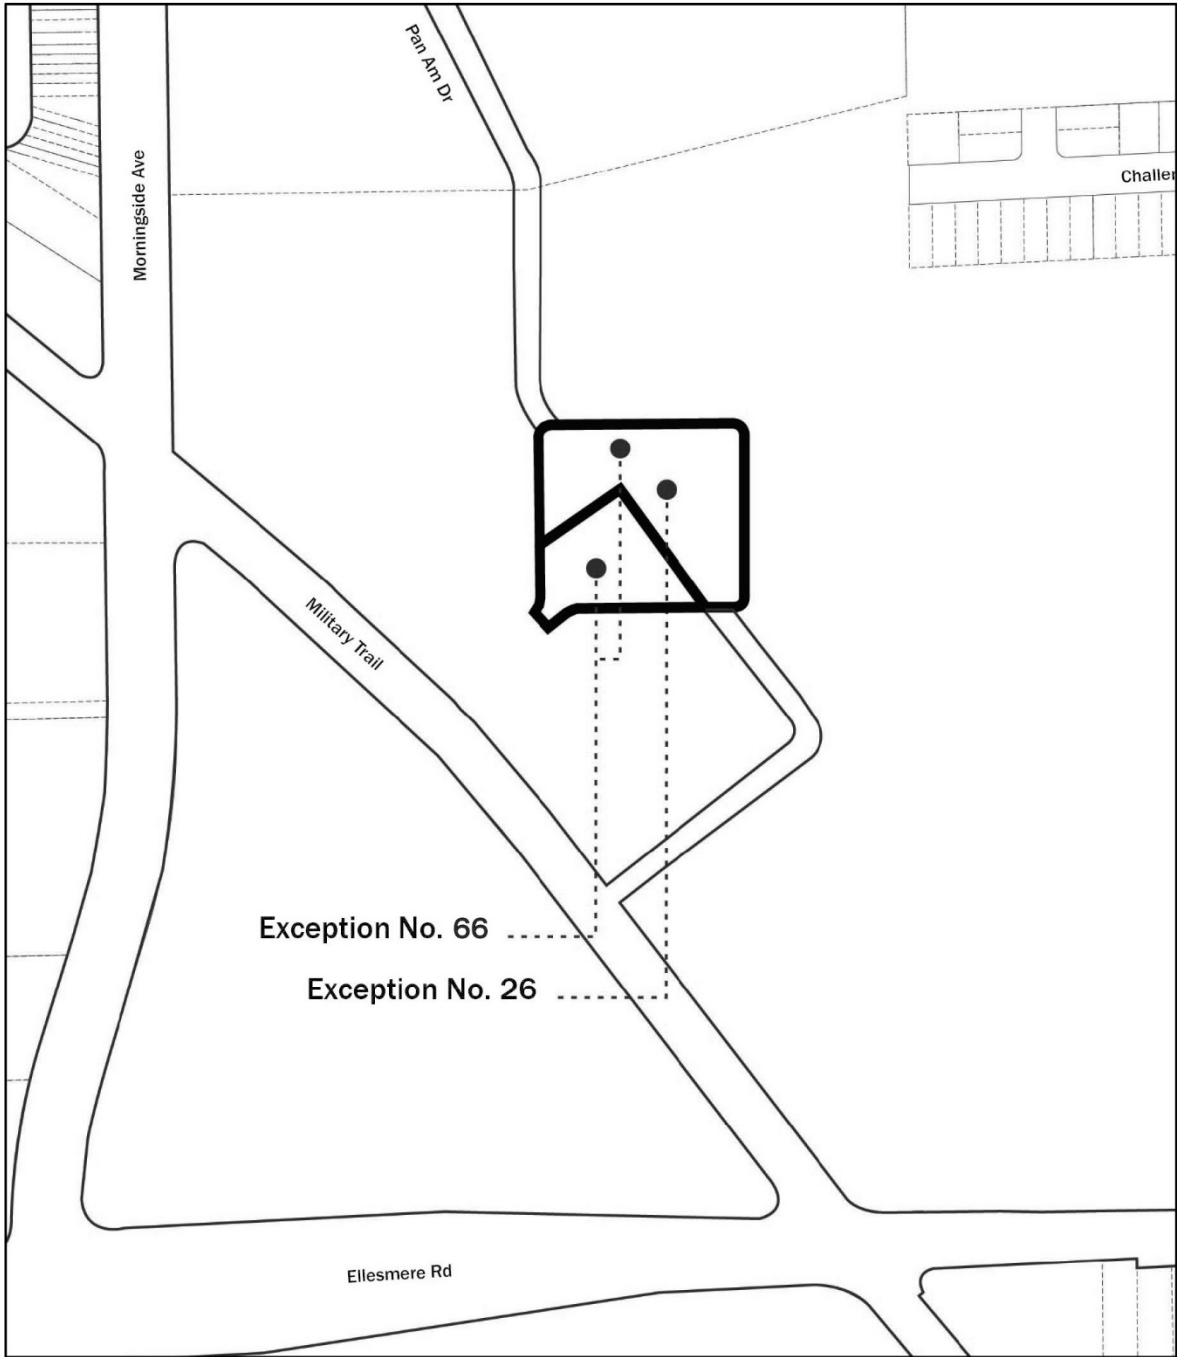 Pan Am Dr
Morningside Ave
Challer
Military Trail
Exception No. 66
Exception No. 26
Ellesmere Rd